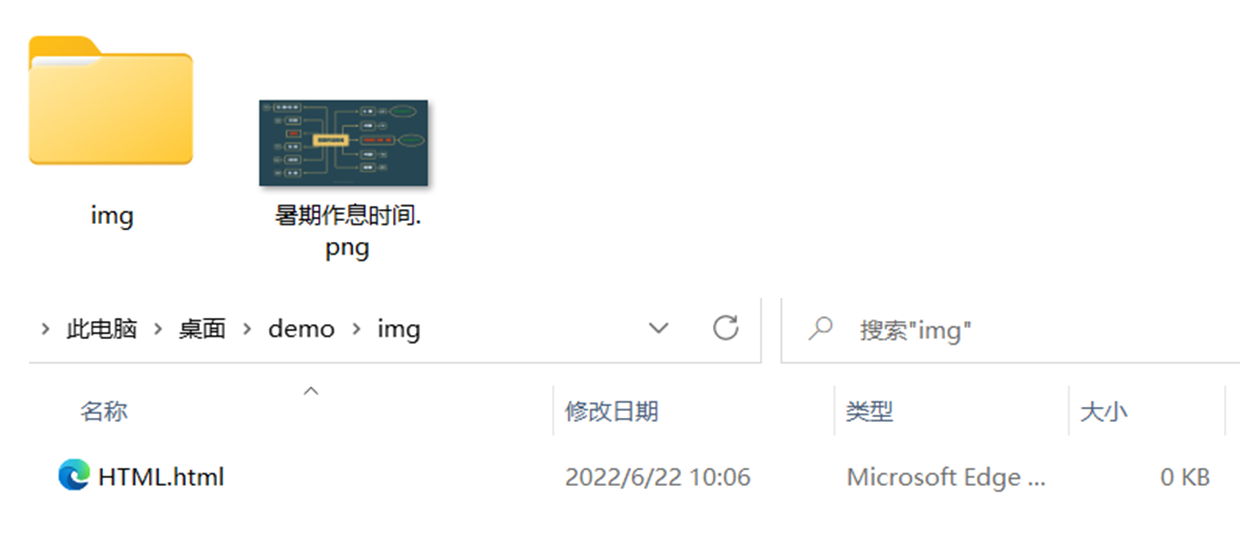 img
暑期作息时间.
png
此电脑 桌面 demo img
搜索"img"
名称 修改日期 类型 大小
HTML.html 2022/6/22 10:06 Microsoft Edge ... 0 KB